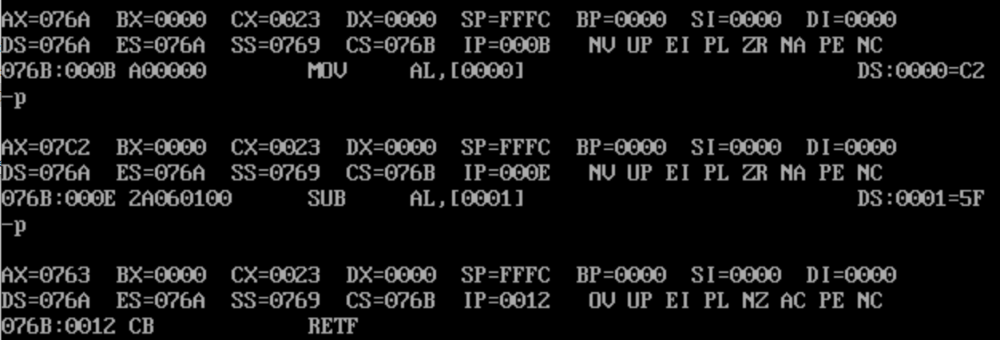 AX=076A  BX=0000  CX=0023  DX=0000  SP=FFFC  BP=0000  SI=0000  DI=0000
DS=076A  ES=076A  SS=0769  CS=076B  IP=000B   NV UP EI PL ZR NA PE NC
076B:000B A00000        MOV     AL,[0000]                          DS:0000=C2
-p
AX=07C2  BX=0000  CX=0023  DX=0000  SP=FFFC  BP=0000  SI=0000  DI=0000
DS=076A  ES=076A  SS=0769  CS=076B  IP=000E   NV UP EI PL ZR NA PE NC
076B:000E 2A060100      SUB     AL,[0001]                          DS:0001=5F
-p
AX=0763  BX=0000  CX=0023  DX=0000  SP=FFFC  BP=0000  SI=0000  DI=0000
DS=076A  ES=076A  SS=0769  CS=076B  IP=0012   OV UP EI PL NZ AC PE NC
076B:0012 CB            RETF